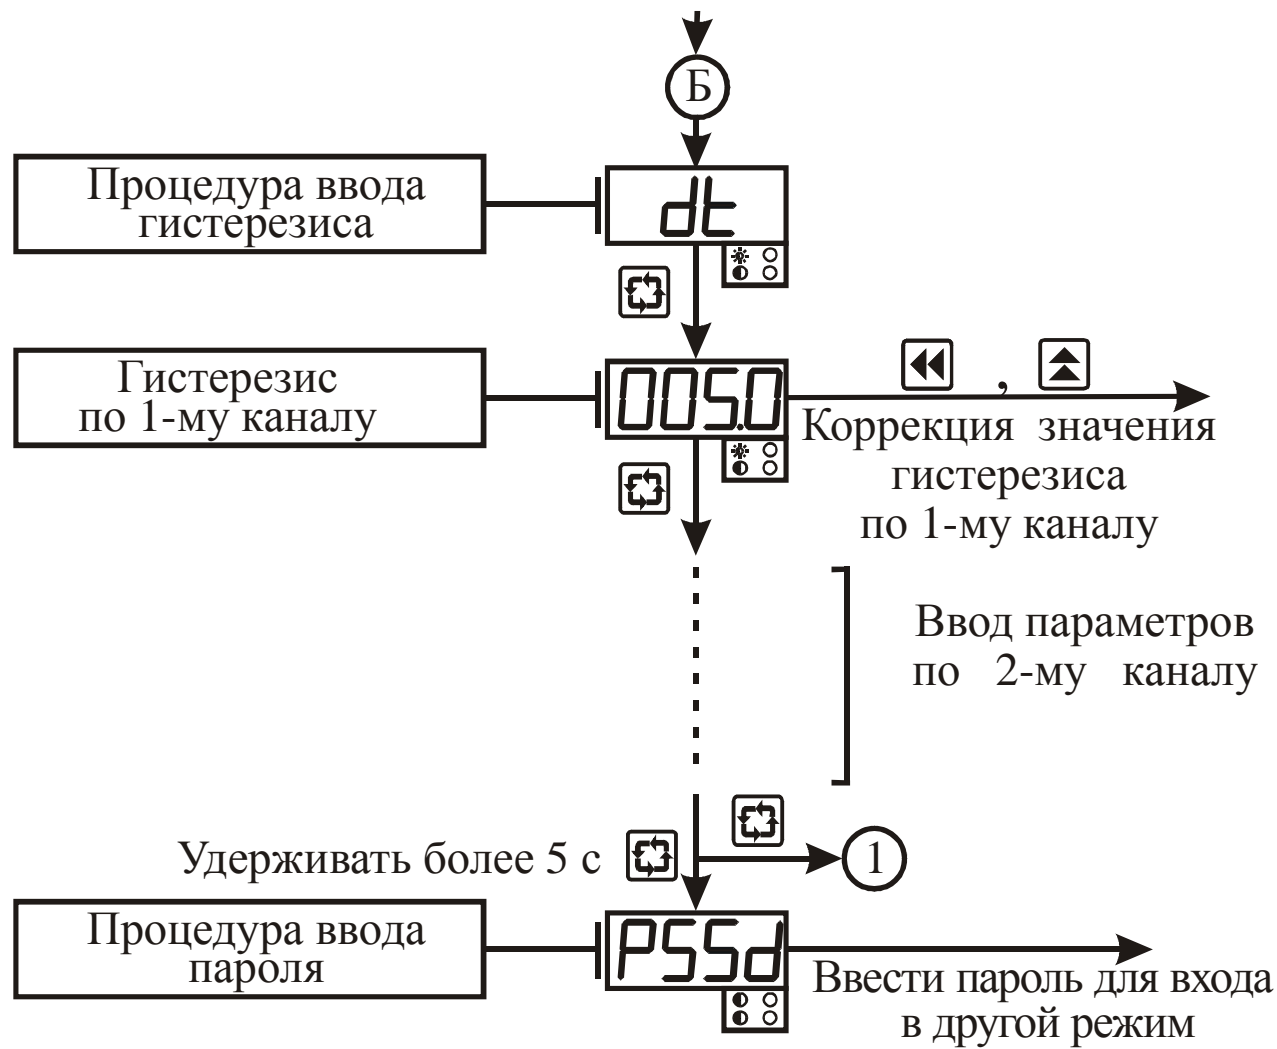 Б
Процедура ввода
гистерезиса
dt
Гистерезис
по 1-му каналу
005.0
,
Коррекция значения
гистерезиса
по 1-му каналу
Ввод параметров
по 2-му каналу
Удерживать более 5 с
1
Процедура ввода
пароля
PSSd
Ввести пароль для входа
в другой режим